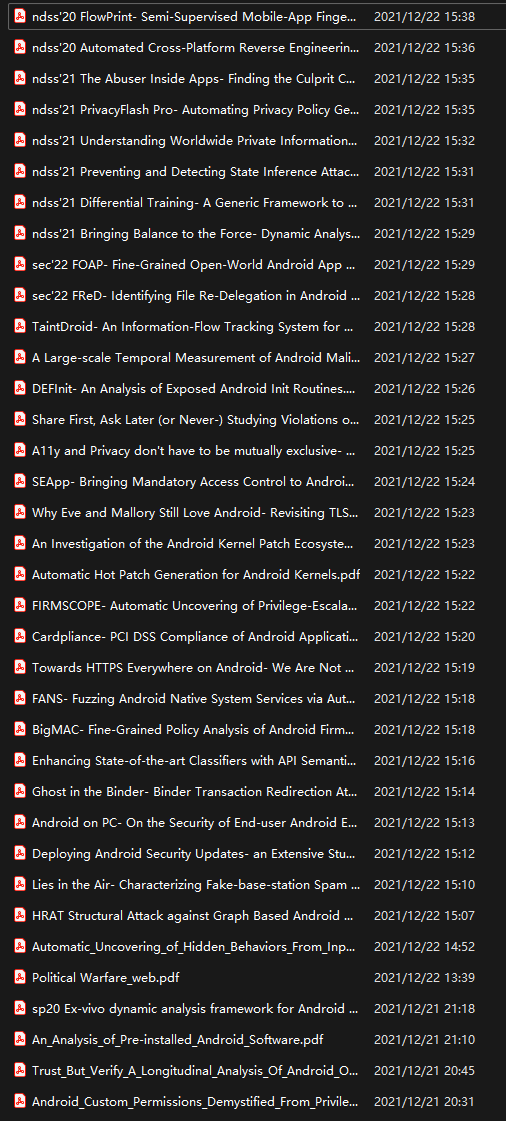 ndss'20 FlowPrint- Semi-Supervised Mobile-App Finge... 2021/12/22 15:38
ndss'20 Automated Cross-Platform Reverse Engineerin... 2021/12/22 15:36
ndss'21 The Abuser Inside Apps- Finding the Culprit C... 2021/12/22 15:35
ndss'21 PrivacyFlash Pro- Automating Privacy Policy Ge... 2021/12/22 15:35
ndss'21 Understanding Worldwide Private Information... 2021/12/22 15:32
ndss'21 Preventing and Detecting State Inference Attac... 2021/12/22 15:31
ndss'21 Differential Training- A Generic Framework to ... 2021/12/22 15:31
ndss'21 Bringing Balance to the Force- Dynamic Analys... 2021/12/22 15:29
sec'22 FOAP- Fine-Grained Open-World Android App ... 2021/12/22 15:29
sec'22 FReD- Identifying File Re-Delegation in Android ... 2021/12/22 15:28
TaintDroid- An Information-Flow Tracking System for ... 2021/12/22 15:28
A Large-scale Temporal Measurement of Android Mali... 2021/12/22 15:27
DEFInit- An Analysis of Exposed Android Init Routines.... 2021/12/22 15:26
Share First, Ask Later (or Never-) Studying Violations o... 2021/12/22 15:25
A11y and Privacy don't have to be mutually exclusive- ... 2021/12/22 15:25
SEApp- Bringing Mandatory Access Control to Androi... 2021/12/22 15:24
Why Eve and Mallory Still Love Android- Revisiting TLS... 2021/12/22 15:23
An Investigation of the Android Kernel Patch Ecosyste... 2021/12/22 15:23
Automatic Hot Patch Generation for Android Kernels.pdf 2021/12/22 15:22
FIRMSCOPE- Automatic Uncovering of Privilege-Escala... 2021/12/22 15:22
Cardpliance- PCI DSS Compliance of Android Applicati... 2021/12/22 15:20
Towards HTTPS Everywhere on Android- We Are Not ... 2021/12/22 15:19
FANS- Fuzzing Android Native System Services via Aut... 2021/12/22 15:18
BigMAC- Fine-Grained Policy Analysis of Android Firm... 2021/12/22 15:18
Enhancing State-of-the-art Classifiers with API Semanti... 2021/12/22 15:16
Ghost in the Binder- Binder Transaction Redirection At... 2021/12/22 15:14
Android on PC- On the Security of End-user Android E... 2021/12/22 15:13
Deploying Android Security Updates- an Extensive Stu... 2021/12/22 15:12
Lies in the Air- Characterizing Fake-base-station Spam ... 2021/12/22 15:10
HRAT Structural Attack against Graph Based Android ... 2021/12/22 15:07
Automatic_Uncovering_of_Hidden_Behaviors_From_Inp... 2021/12/22 14:52
Political Warfare_web.pdf 2021/12/22 13:39
sp20 Ex-vivo dynamic analysis framework for Android ... 2021/12/21 21:18
An_Analysis_of_Pre-installed_Android_Software.pdf 2021/12/21 21:10
Trust_But_Verify_A_Longitudinal_Analysis_Of_Android_O... 2021/12/21 20:45
Android_Custom_Permissions_Demystified_From_Privile... 2021/12/21 20:31